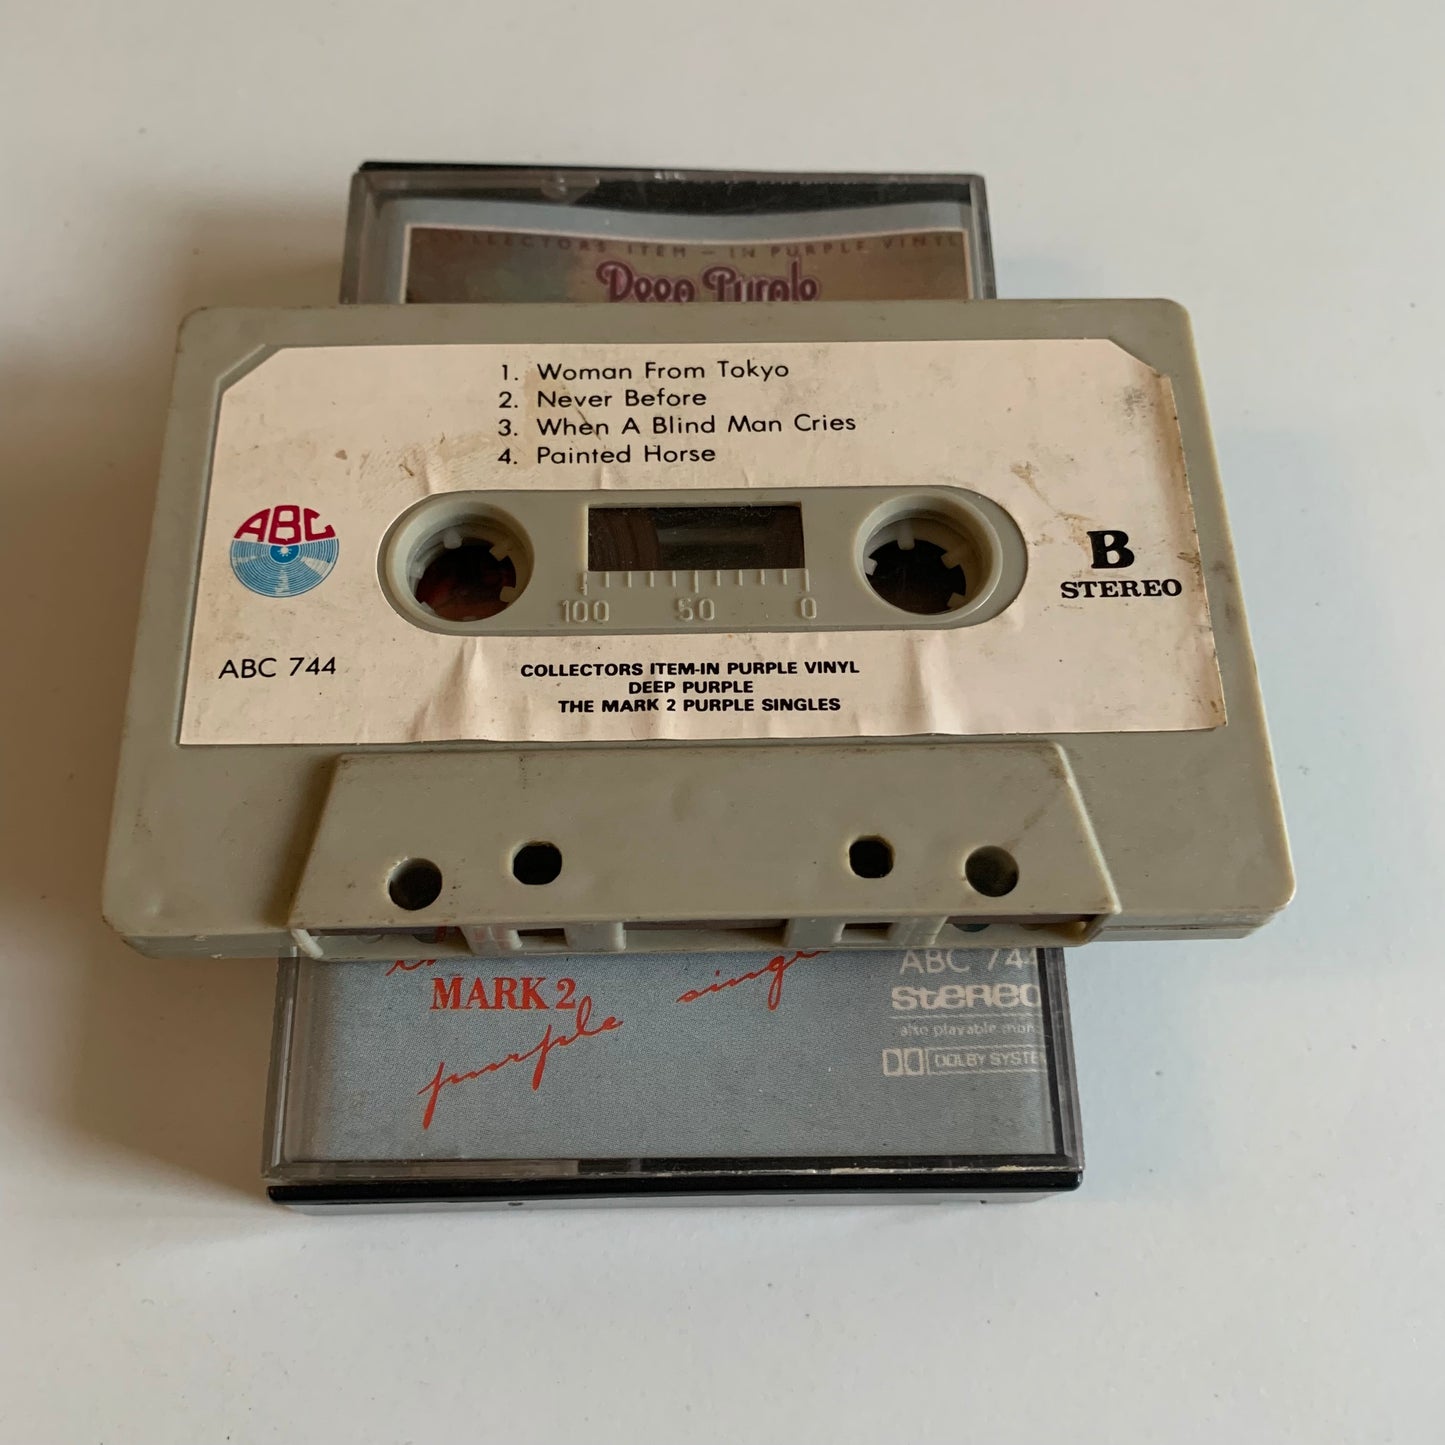 COLLECTORS ITEM – IN PURPLE VINYL
Deep Purple
1. Woman From Tokyo
2. Never Before
3. When A Blind Man Cries
4. Painted Horse
ABC
B
STEREO
100 50 0
ABC 744
COLLECTORS ITEM-IN PURPLE VINYL
DEEP PURPLE
THE MARK 2 PURPLE SINGLES
MARK 2
purple
ABC 744
stereo
also playable
DOLBY SYSTEM